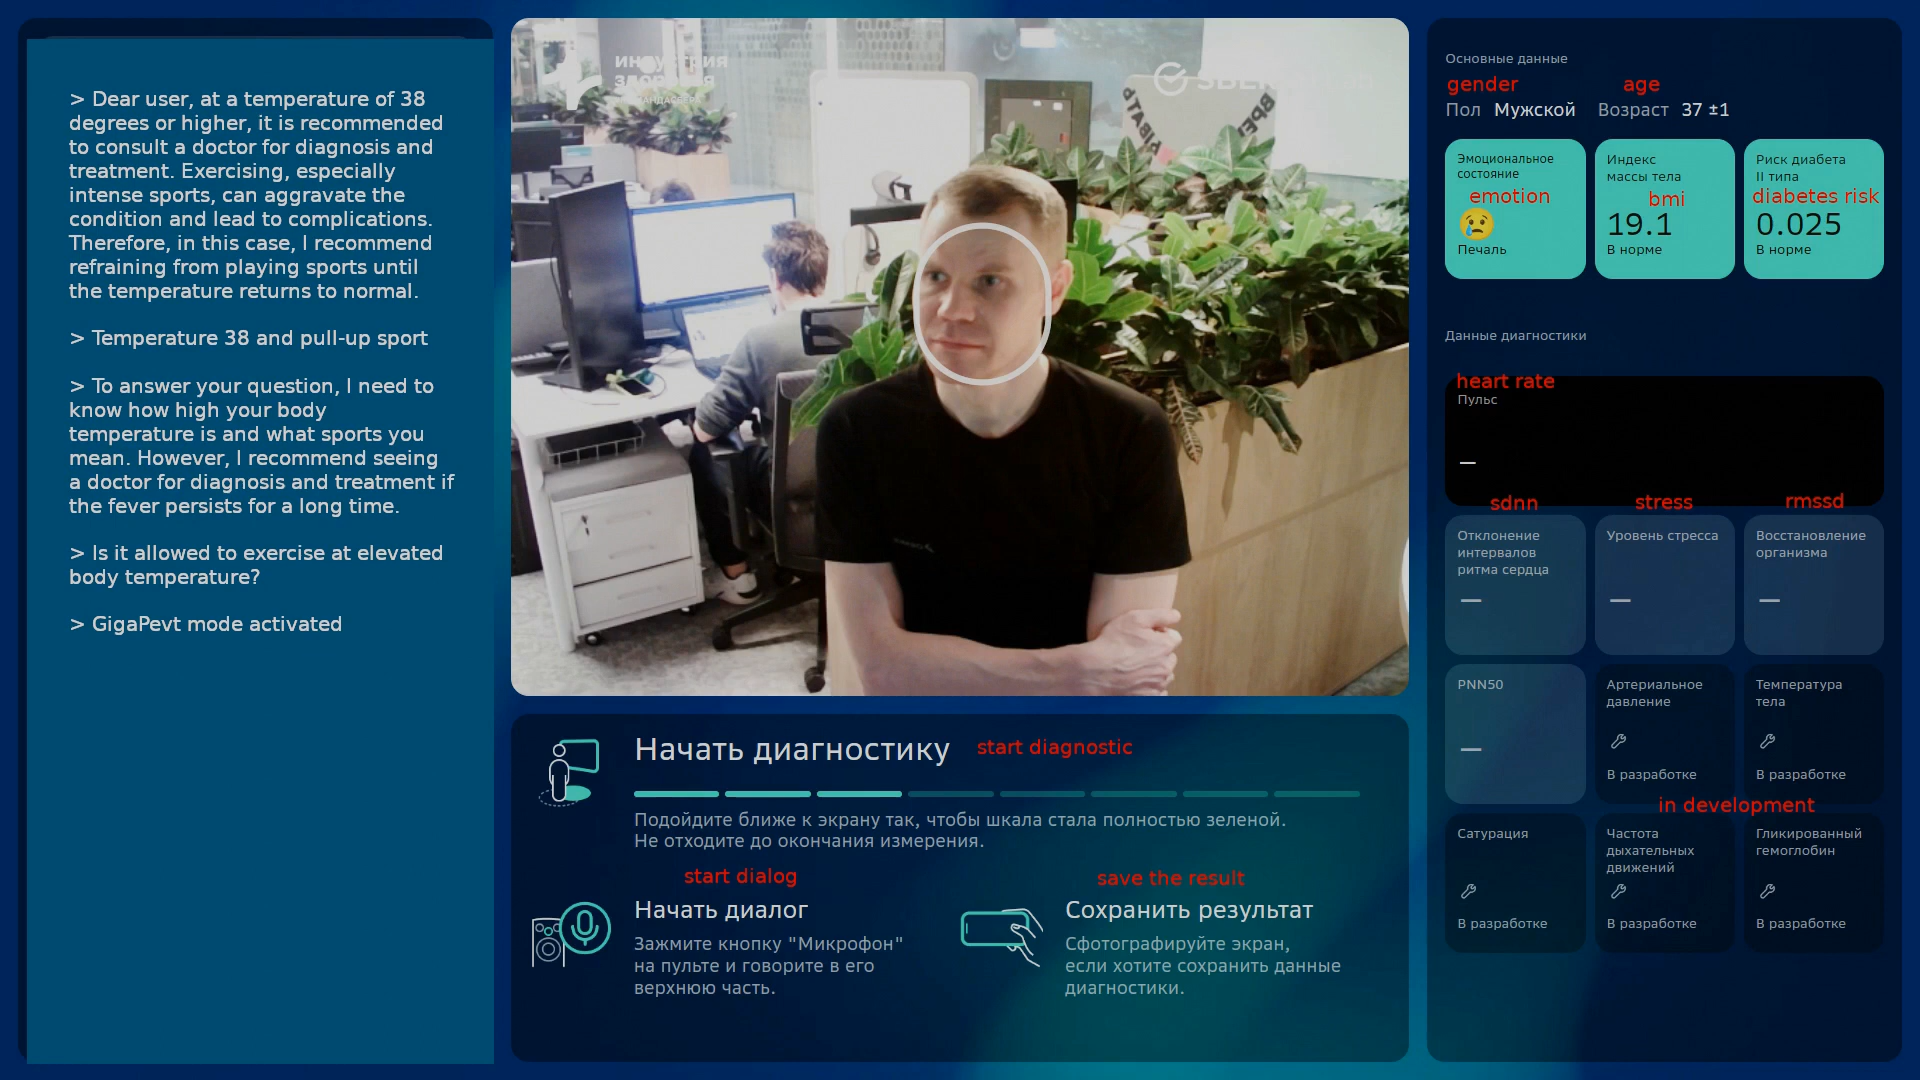 > Dear user, at a temperature of 38
degrees or higher, it is recommended
to consult a doctor for diagnosis and
treatment. Exercising, especially
intense sports, can aggravate the
condition and lead to complications.
Therefore, in this case, I recommend
refraining from playing sports until
the temperature returns to normal.
> Temperature 38 and pull-up sport
> To answer your question, I need to
know how high your body
temperature is and what sports you
mean. However, I recommend seeing
a doctor for diagnosis and treatment if
the fever persists for a long time.
> Is it allowed to exercise at elevated
body temperature?
> GigaPevt mode activated
ИНДУСТРИЯ
ЗДОРОВЬЯ
SBER
Начать диагностику
start diagnostic
Подойдите ближе к экрану так, чтобы шкала стала полностью зеленой.
Не отходите до окончания измерения.
start dialog
Начать диалог
Зажмите кнопку "Микрофон"
на пульте и говорите в его
верхнюю часть.
save the result
Сохранить результат
Сфотографируйте экран,
если хотите сохранить данные
диагностики.
Основные данные
gender age
Пол Мужской Возраст 37 ±1
Эмоциональное
состояние
emotion
Печаль
Индекс
массы тела
bmi
19.1
В норме
Риск диабета
II типа
diabetes risk
0.025
В норме
Данные диагностики
heart rate
Пульс
—
sdnn
Отклонение
интервалов
ритма сердца
—
stress
Уровень стресса
—
rmssd
Восстановление
организма
—
PNN50
—
Артериальное
давление
В разработке
Температура
тела
В разработке
in development
Сатурация
В разработке
Частота
дыхательных
движений
В разработке
Гликированный
гемоглобин
В разработке